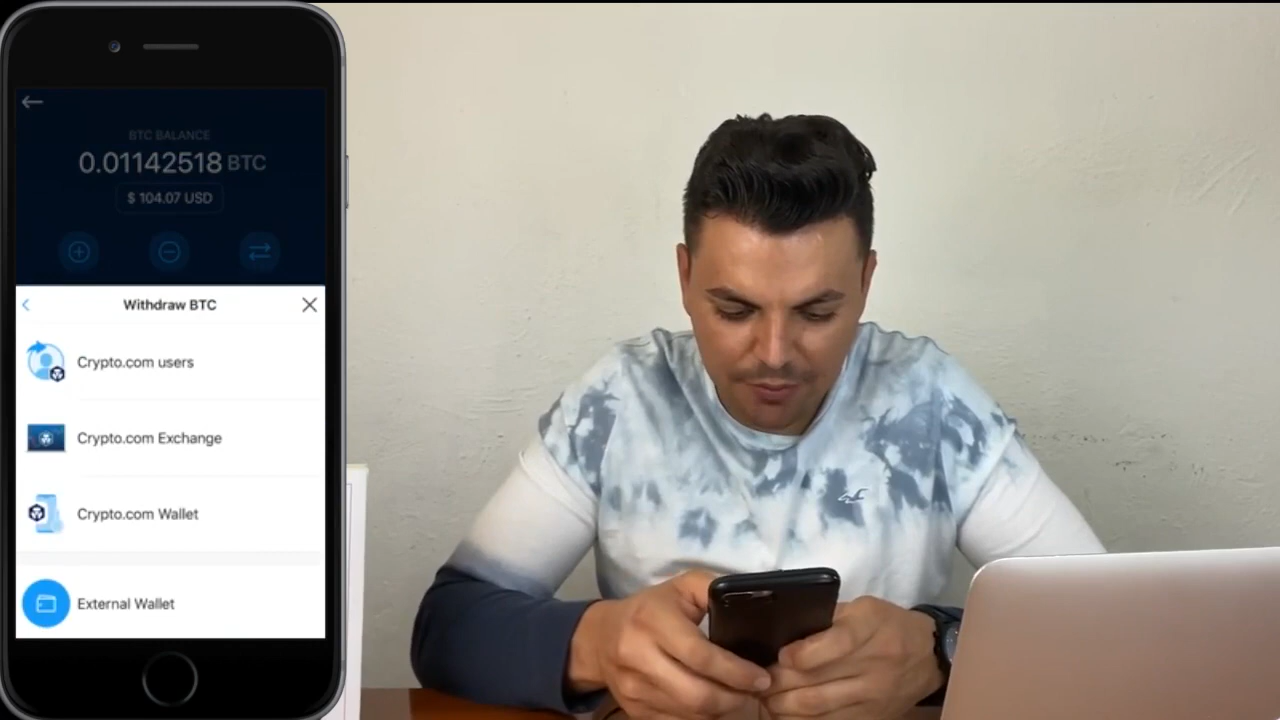 BTC BALANCE
0.01142518 BTC
$ 104.07 USD
Withdraw BTC
Crypto.com users
Crypto.com Exchange
Crypto.com Wallet
External Wallet